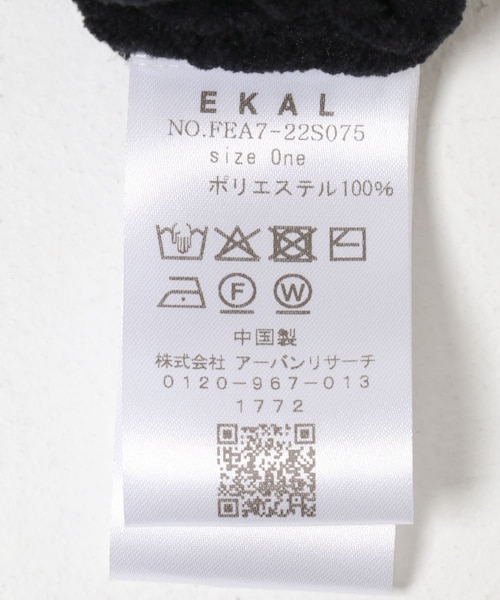 EKAL
NO.FEA7-22S075
size One
ポリエステル100%
F W
中国製
株式会社 アーバンリサーチ
0120-967-013
1772